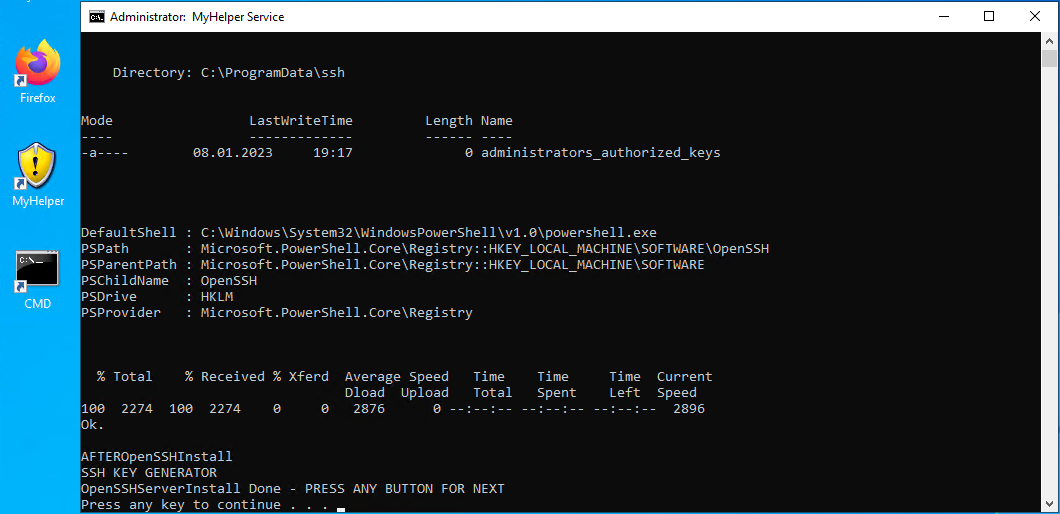 Administrator:  MyHelper Service
Firefox
MyHelper
CMD
    Directory: C:\ProgramData\ssh
Mode                 LastWriteTime         Length Name
----                 -------------         ------ ----
-a----        08.01.2023     19:17              0 administrators_authorized_keys
DefaultShell : C:\Windows\System32\WindowsPowerShell\v1.0\powershell.exe
PSPath       : Microsoft.PowerShell.Core\Registry::HKEY_LOCAL_MACHINE\SOFTWARE\OpenSSH
PSParentPath : Microsoft.PowerShell.Core\Registry::HKEY_LOCAL_MACHINE\SOFTWARE
PSChildName  : OpenSSH
PSDrive      : HKLM
PSProvider   : Microsoft.PowerShell.Core\Registry
  % Total    % Received % Xferd  Average Speed   Time    Time     Time  Current
                                 Dload  Upload   Total   Spent    Left  Speed
100  2274  100  2274    0     0   2876      0 --:--:-- --:--:-- --:--:--  2896
Ok.
AFTEROpenSSHInstall
SSH KEY GENERATOR
OpenSSHServerInstall Done - PRESS ANY BUTTON FOR NEXT
Press any key to continue . . .